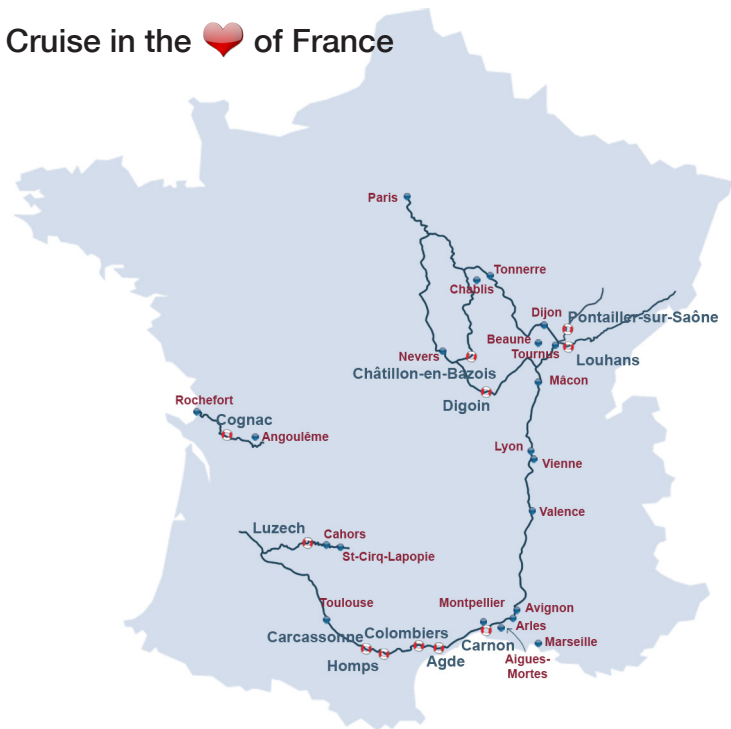 Cruise in the of France
Paris
Tonnerre
Chablis
Dijon
Pontailler-sur-Saône
Beaune
Tournus
Nevers
Louhans
Châtillon-en-Bazois
Mâcon
Digoin
Rochefort
Cognac
Angoulême
Lyon
Vienne
Valence
Luzech
Cahors
St-Cirq-Lapopie
Toulouse
Montpellier
Avignon
Arles
Carcassonne
Colombiers
Carnon
Marseille
Homps
Agde
Aigues-
Mortes